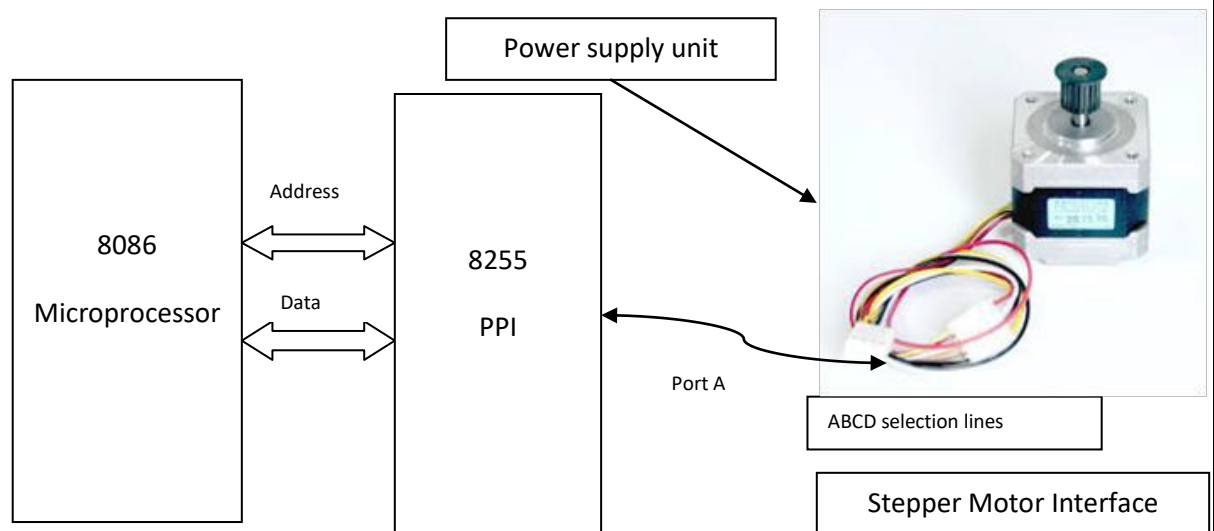 Power supply unit
Address
8086
8255
Data
Microprocessor
PPI
Port A
ABCD selection lines
Stepper Motor Interface